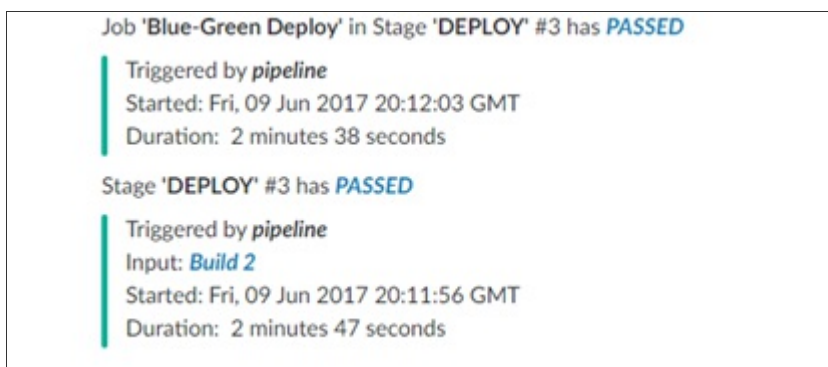 Job 'Blue-Green Deploy' in Stage 'DEPLOY' #3 has PASSED
Triggered by pipeline
Started: Fri, 09 Jun 2017 20:12:03 GMT
Duration: 2 minutes 38 seconds
Stage 'DEPLOY' #3 has PASSED
Triggered by pipeline
Input: Build 2
Started: Fri, 09 Jun 2017 20:11:56 GMT
Duration: 2 minutes 47 seconds